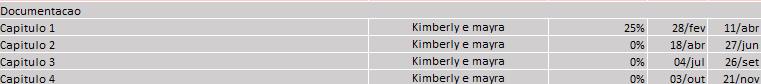 Documentacao
Capitulo 1 Kimberly e mayra 25% 28/fev 11/abr
Capitulo 2 Kimberly e mayra 0% 18/abr 27/jun
Capitulo 3 Kimberly e mayra 0% 04/jul 26/set
Capitulo 4 Kimberly e mayra 0% 03/out 21/nov